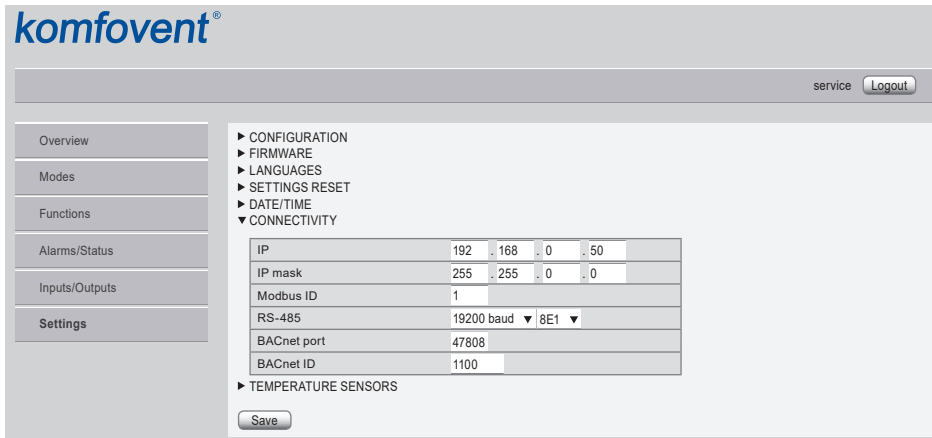 komfovent®
service Logout
Overview
Modes
Functions
Alarms/Status
Inputs/Outputs
Settings
▶ CONFIGURATION
▶ FIRMWARE
▶ LANGUAGES
▶ SETTINGS RESET
▶ DATE/TIME
▼ CONNECTIVITY
IP 192 . 168 . 0 . 50
IP mask 255 . 255 . 0 . 0
Modbus ID 1
RS-485 19200 baud ▼ 8E1 ▼
BACnet port 47808
BACnet ID 1100
▶ TEMPERATURE SENSORS
Save